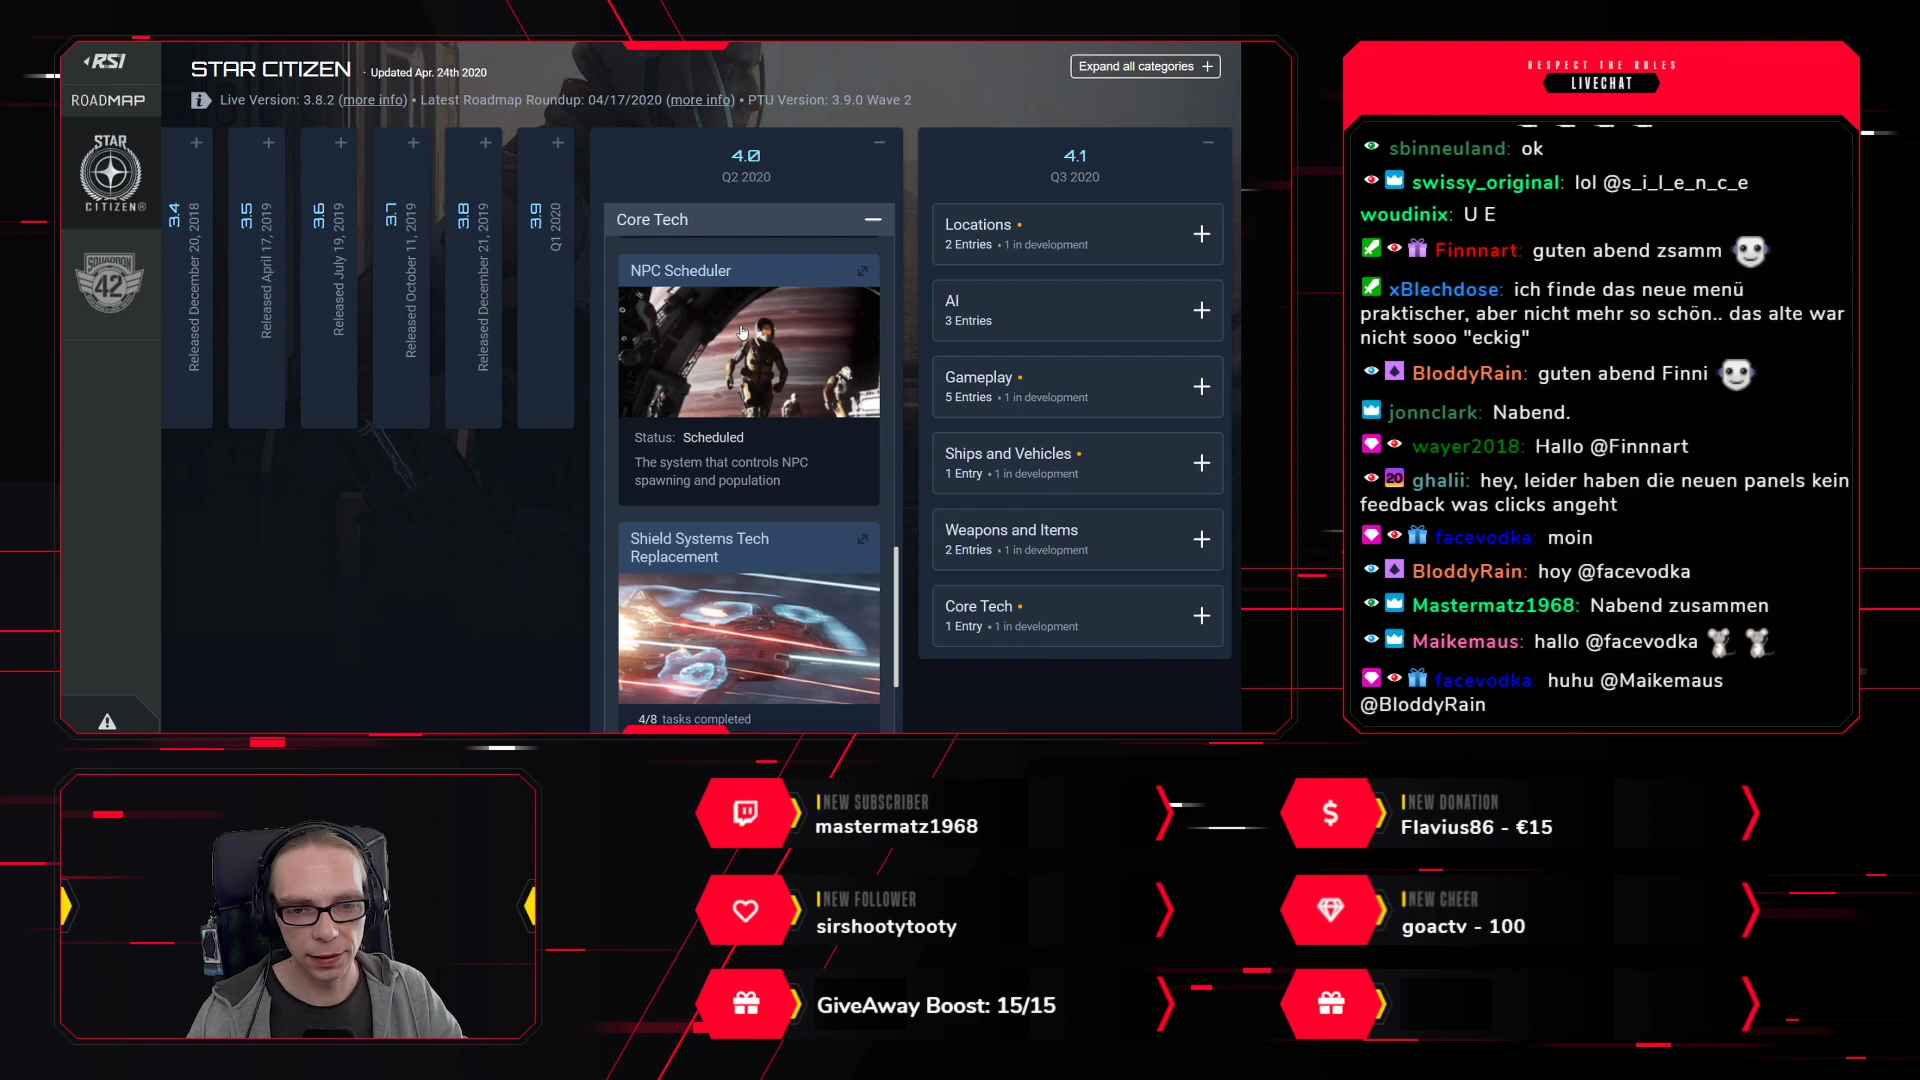 RSI
ROADMAP
STAR
CITIZEN®
SQUADRON
42
STAR CITIZEN · Updated Apr. 24th 2020
Expand all categories +
Live Version: 3.8.2 (more info) • Latest Roadmap Roundup: 04/17/2020 (more info) • PTU Version: 3.9.0 Wave 2
3.4 Released December 20, 2018
3.5 Released April 17, 2019
3.6 Released July 19, 2019
3.7 Released October 11, 2019
3.8 Released December 21, 2019
3.9 Q1 2020
4.0
Q2 2020
Core Tech
NPC Scheduler
Status: Scheduled
The system that controls NPC
spawning and population
Shield Systems Tech
Replacement
4/8 tasks completed
4.1
Q3 2020
Locations •
2 Entries • 1 in development
AI
3 Entries
Gameplay •
5 Entries • 1 in development
Ships and Vehicles •
1 Entry • 1 in development
Weapons and Items
2 Entries • 1 in development
Core Tech •
1 Entry • 1 in development
RESPECT THE RULES
LIVECHAT
sbinneuland: ok
swissy_original: lol @s_i_l_e_n_c_e
woudinix: U E
Finnnart: guten abend zsamm
xBlechdose: ich finde das neue menü
praktischer, aber nicht mehr so schön.. das alte war
nicht sooo "eckig"
BloddyRain: guten abend Finni
jonnclark: Nabend.
wayer2018: Hallo @Finnnart
20 ghalii: hey, leider haben die neuen panels kein
feedback was clicks angeht
facevodka: moin
BloddyRain: hoy @facevodka
Mastermatz1968: Nabend zusammen
Maikemaus: hallo @facevodka
facevodka: huhu @Maikemaus
@BloddyRain
NEW SUBSCRIBER
mastermatz1968
NEW DONATION
Flavius86 - €15
NEW FOLLOWER
sirshootytooty
NEW CHEER
goactv - 100
GiveAway Boost: 15/15